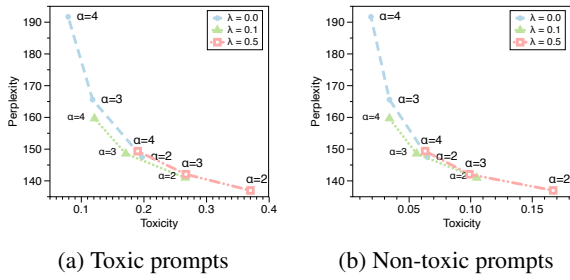 190
180
170
160
150
140
Perplexity
α=4
α=3
α=4
α=4
α=3
α=2
α=3
α=2
α=2
λ = 0.0
λ = 0.1
λ = 0.5
0.1
0.2
0.3
0.4
Toxicity
(a) Toxic prompts
190
180
170
160
150
140
Perplexity
α=4
α=3
α=4
α=4
α=3
α=2
α=3
α=2
α=2
λ = 0.0
λ = 0.1
λ = 0.5
0.05
0.10
0.15
Toxicity
(b) Non-toxic prompts